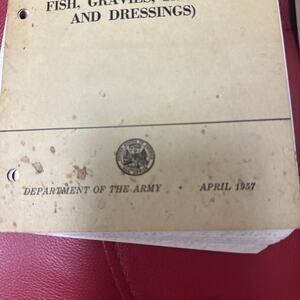 FISH, GRAVIES,
AND DRESSINGS)
DEPARTMENT OF THE ARMY • APRIL 1957